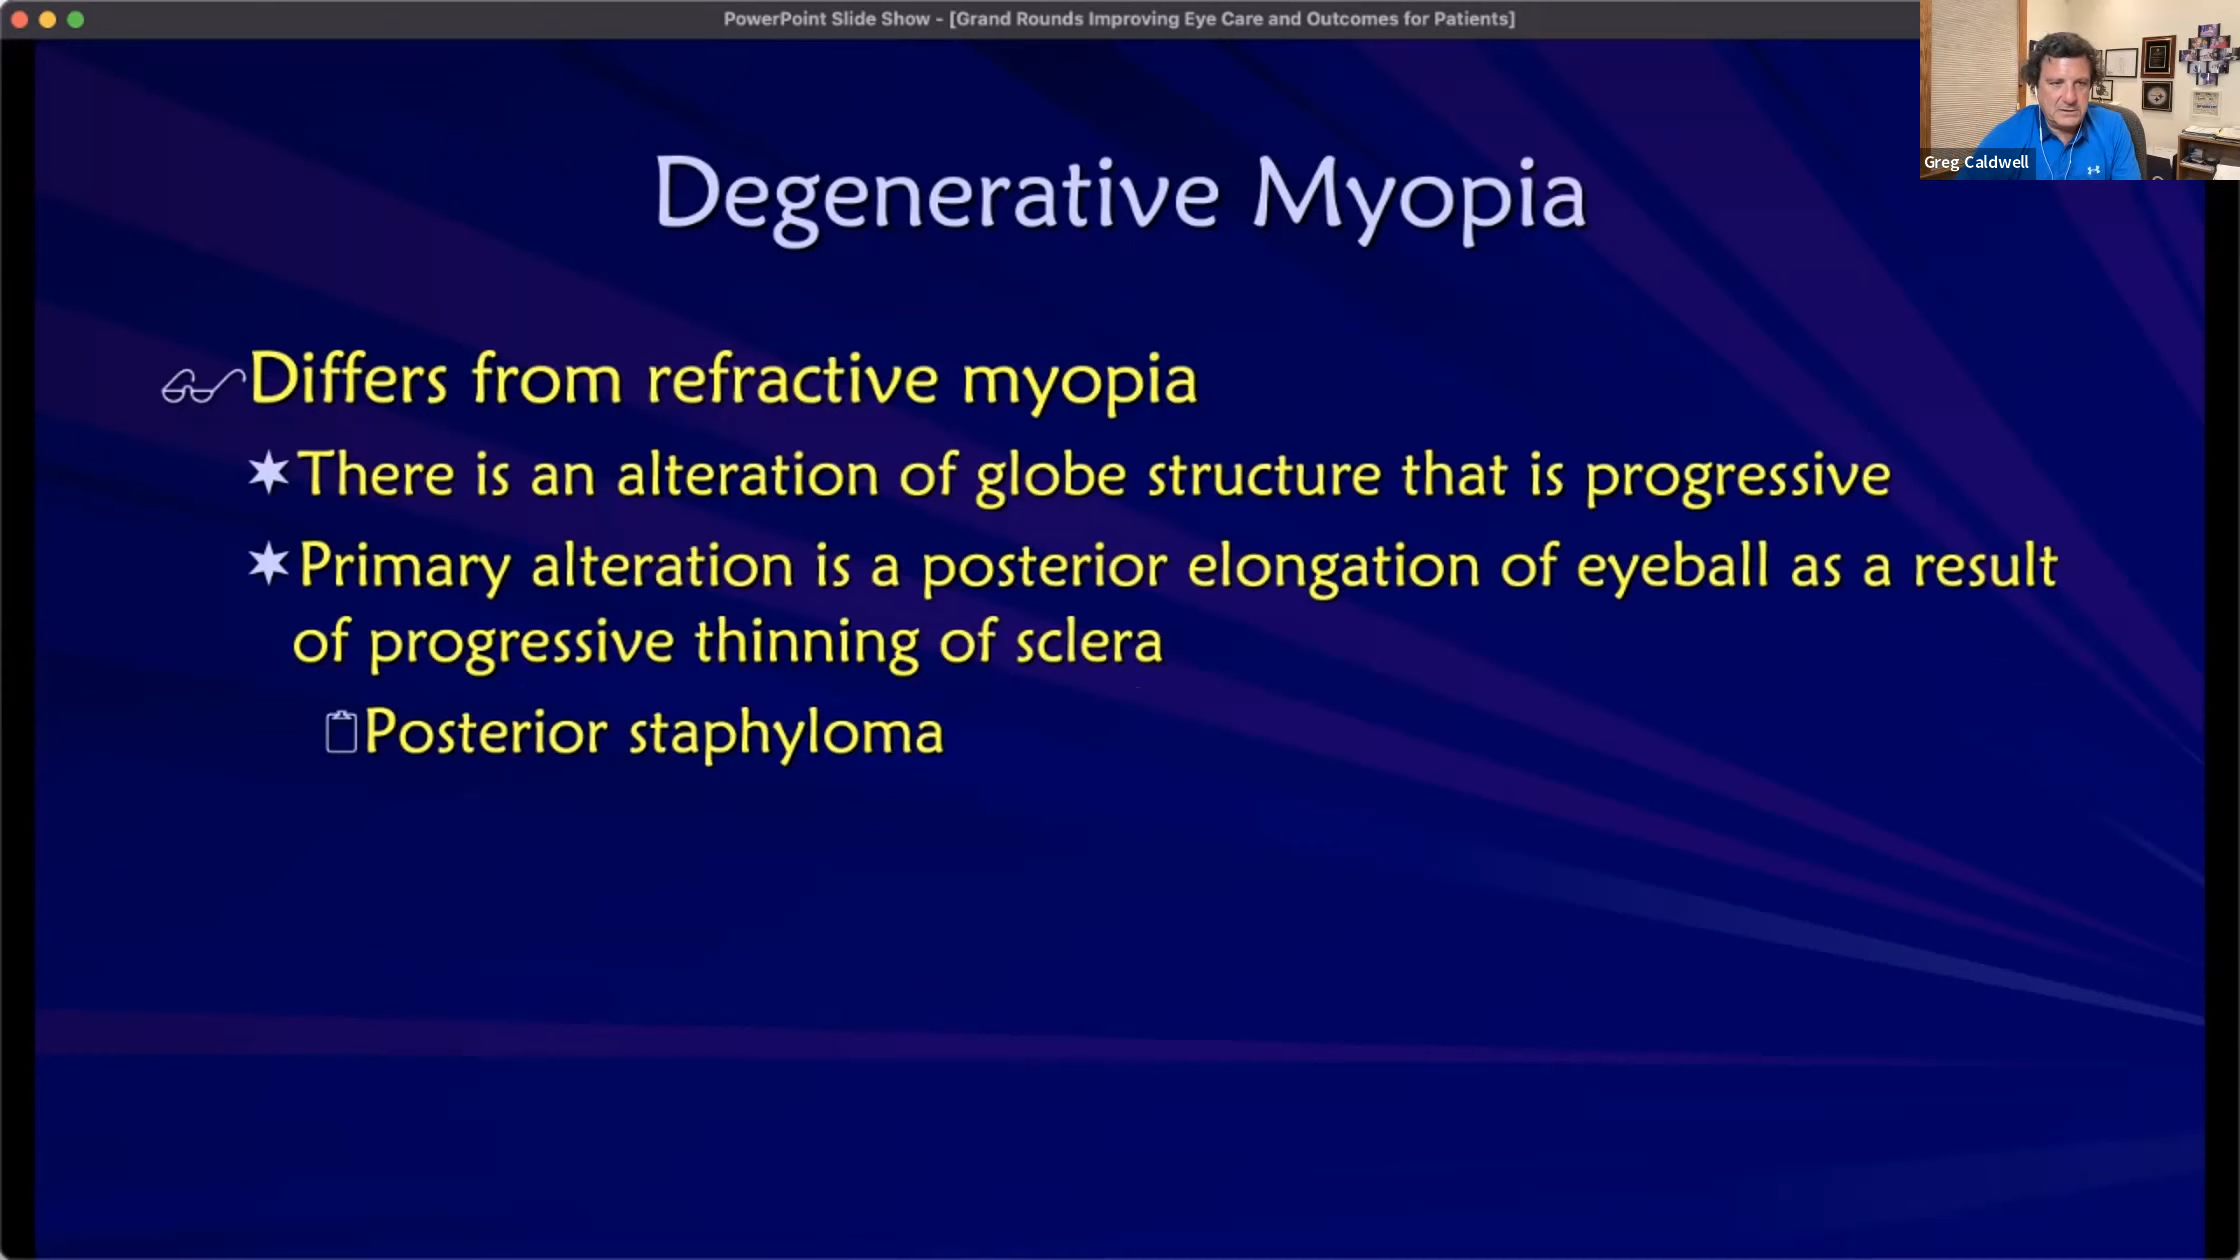 PowerPoint Slide Show - [Grand Rounds Improving Eye Care and Outcomes for Patients]
Greg Caldwell
Degenerative Myopia
Differs from refractive myopia
There is an alteration of globe structure that is progressive
Primary alteration is a posterior elongation of eyeball as a result
of progressive thinning of sclera
Posterior staphyloma